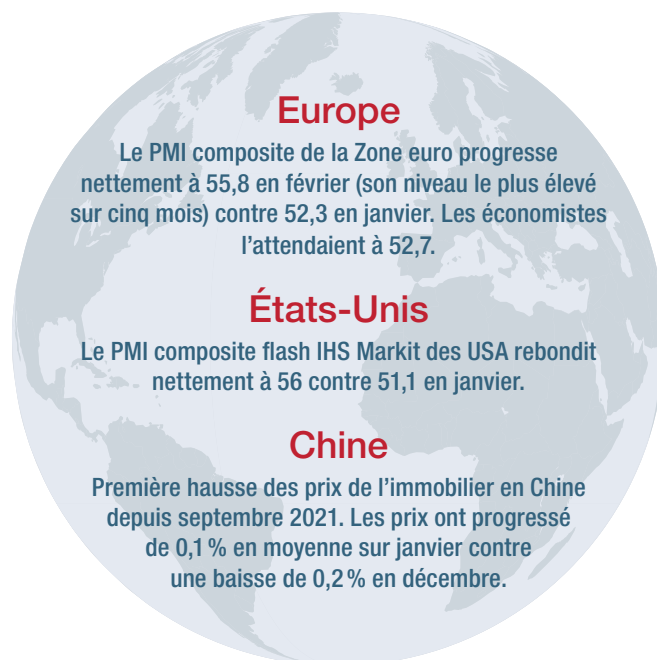 Europe
Le PMI composite de la Zone euro progresse
nettement à 55,8 en février (son niveau le plus élevé
sur cinq mois) contre 52,3 en janvier. Les économistes
l’attendaient à 52,7.
États-Unis
Le PMI composite flash IHS Markit des USA rebondit
nettement à 56 contre 51,1 en janvier.
Chine
Première hausse des prix de l’immobilier en Chine
depuis septembre 2021. Les prix ont progressé
de 0,1 % en moyenne sur janvier contre
une baisse de 0,2 % en décembre.